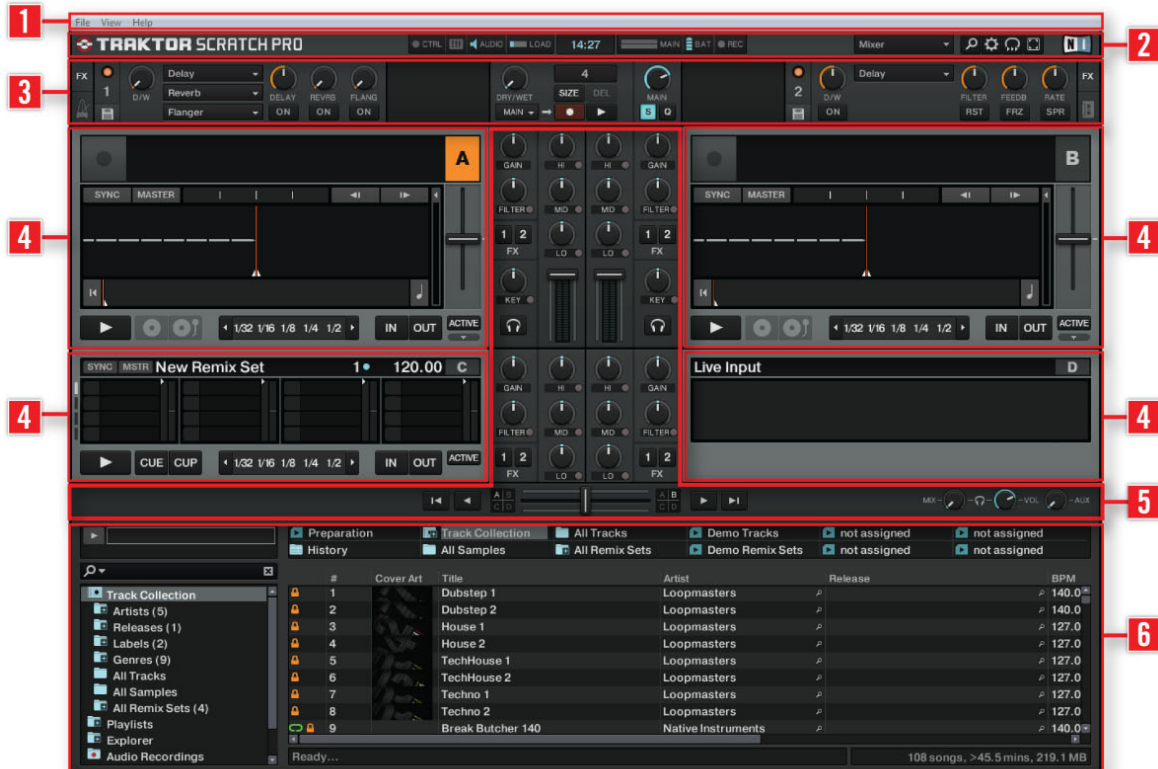 1
File View Help
TRAKTOR SCRATCH PRO CTRL AUDIO LOAD 14:27 MAIN BAT REC Mixer
2
FX 1 D/W Delay Reverb Flanger DELAY REVRB FLANG ON ON ON
3
DRY/WET MAIN 4 SIZE DEL MAIN S Q
2 D/W ON Delay FILTER FEEDB RATE RST FRZ SPR FX
A
SYNC MASTER
4
1/32 1/16 1/8 1/4 1/2 IN OUT ACTIVE
GAIN HI HI GAIN
FILTER MID MID FILTER
1 2 1 2
FX LO LO FX
KEY KEY
B
SYNC MASTER
4
1/32 1/16 1/8 1/4 1/2 IN OUT ACTIVE
SYNC MSTR New Remix Set 1 120.00 C
4
CUE CUP 1/32 1/16 1/8 1/4 1/2 IN OUT ACTIVE
GAIN HI HI GAIN
FILTER MID MID FILTER
1 2 1 2
FX LO LO FX
Live Input D
4
A B A B
C D C D
MIX VOL AUX
5
Preparation Track Collection All Tracks Demo Tracks not assigned not assigned
History All Samples All Remix Sets Demo Remix Sets not assigned not assigned
Track Collection
Artists (5)
Releases (1)
Labels (2)
Genres (9)
All Tracks
All Samples
All Remix Sets (4)
Playlists
Explorer
Audio Recordings
# Cover Art Title Artist Release BPM
1 Dubstep 1 Loopmasters 140.0
2 Dubstep 2 Loopmasters 140.0
3 House 1 Loopmasters 127.0
4 House 2 Loopmasters 127.0
5 TechHouse 1 Loopmasters 127.0
6 TechHouse 2 Loopmasters 127.0
7 Techno 1 Loopmasters 127.0
8 Techno 2 Loopmasters 127.0
9 Break Butcher 140 Native Instruments 140.0
6
Ready... 108 songs, >45.5 mins, 219.1 MB